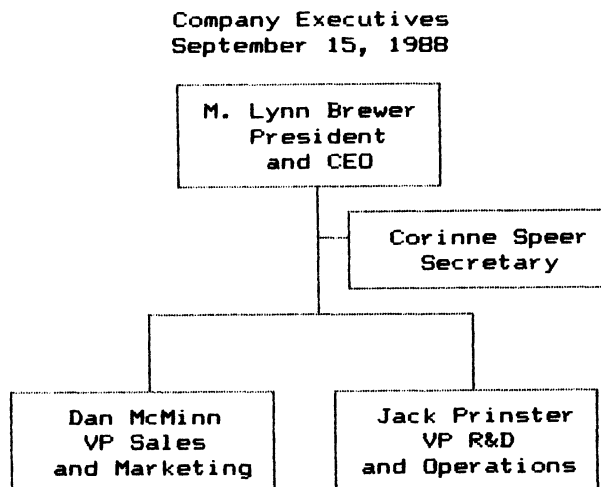 Company Executives
September 15, 1988
M. Lynn Brewer
President
and CEO
Corinne Speer
Secretary
Dan McMinn
VP Sales
and Marketing
Jack Prinster
VP R&D
and Operations